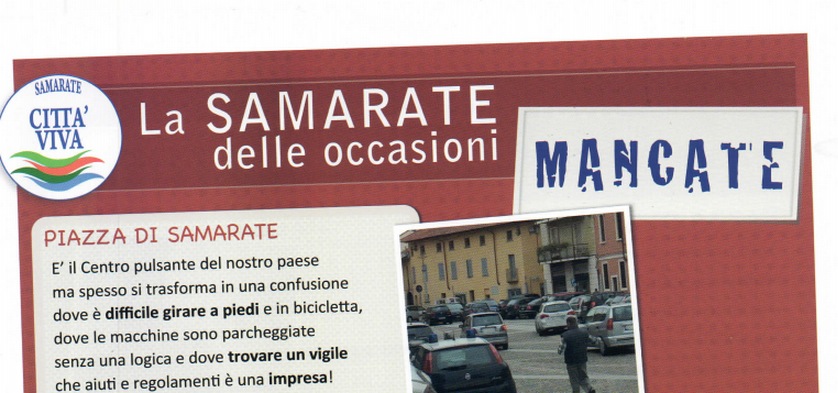 SAMARATE
CITTA'
VIVA
La SAMARATE
delle occasioni
MANCATE
PIAZZA DI SAMARATE
E' il Centro pulsante del nostro paese
ma spesso si trasforma in una confusione
dove è difficile girare a piedi e in bicicletta,
dove le macchine sono parcheggiate
senza una logica e dove trovare un vigile
che aiuti e regolamenti è una impresa!